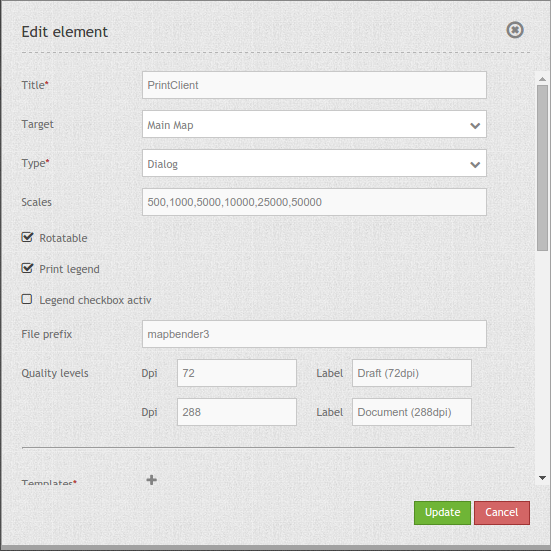 Edit element
Title* PrintClient
Target Main Map
Type* Dialog
Scales 500,1000,5000,10000,25000,50000
Rotatable
Print legend
Legend checkbox activ
File prefix mapbender3
Quality levels Dpi 72 Label Draft (72dpi)
Dpi 288 Label Document (288dpi)
Templates* +
Update Cancel